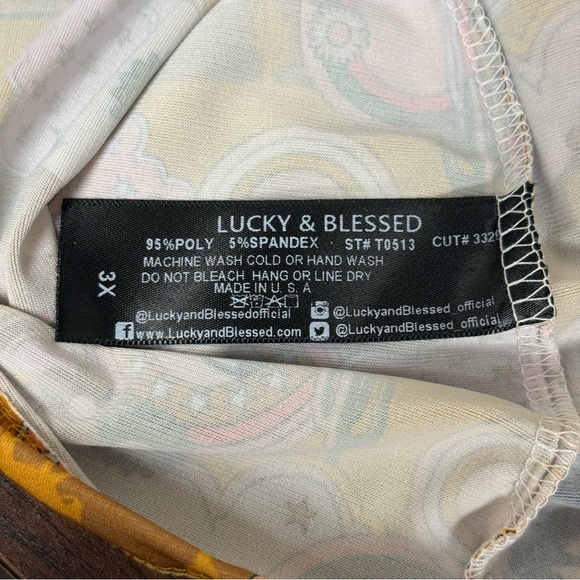 LUCKY & BLESSED
95%POLY 5%SPANDEX · ST# T0513 CUT# 3329
MACHINE WASH COLD OR HAND WASH
DO NOT BLEACH HANG OR LINE DRY
MADE IN U. S. A
3X
@LuckyandBlessedofficial @LuckyandBlessed_official
f www.LuckyandBlessed.com @LuckyandBlessed_official